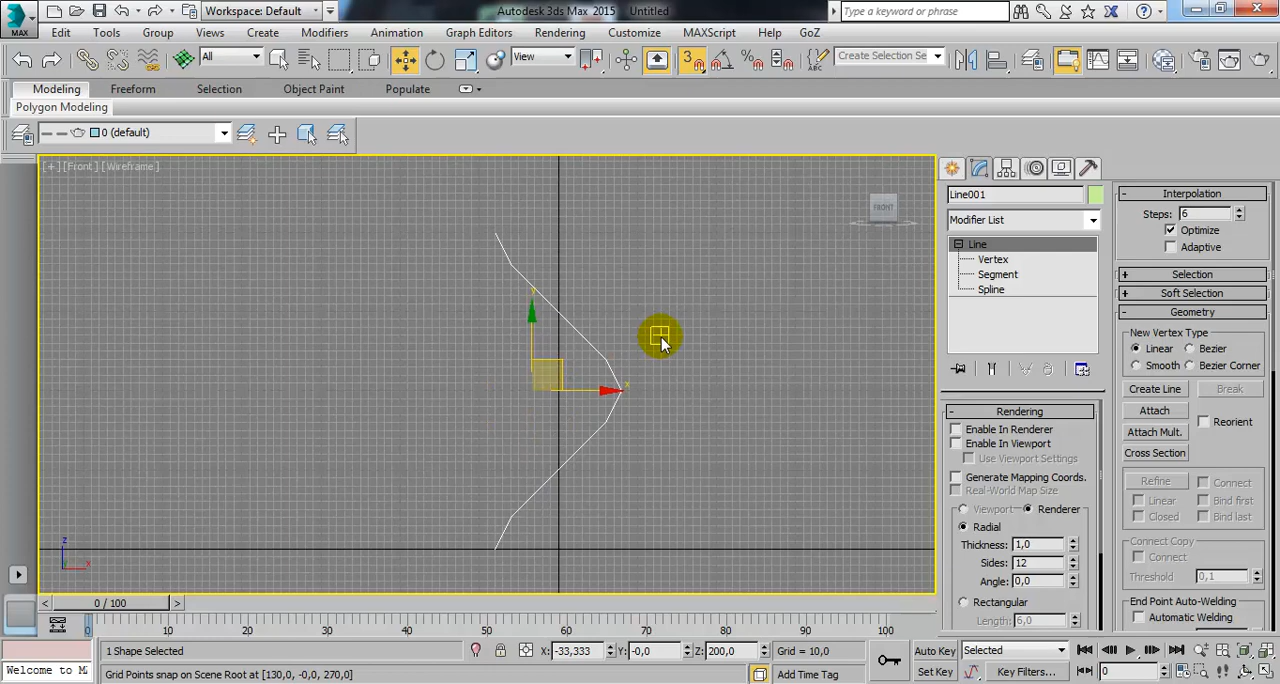 MAX
Workspace: Default
Autodesk 3ds Max 2015
Untitled
Type a keyword or phrase
Edit Tools Group Views Create Modifiers Animation Graph Editors Rendering Customize MAXScript Help GoZ
All
View
3
Create Selection Se
Modeling Freeform Selection Object Paint Populate
Polygon Modeling
0 (default)
[+] [Front] [Wireframe]
FRONT
y
x
z
x
Line001
Modifier List
Line
Vertex
Segment
Spline
Rendering
Enable In Renderer
Enable In Viewport
Use Viewport Settings
Generate Mapping Coords.
Real-World Map Size
Viewport Renderer
Radial
Thickness: 1,0
Sides: 12
Angle: 0,0
Rectangular
Length: 6,0
Interpolation
Steps: 6
Optimize
Adaptive
Selection
Soft Selection
Geometry
New Vertex Type
Linear Bezier
Smooth Bezier Corner
Create Line Break
Attach
Reorient
Attach Mult.
Cross Section
Refine Connect
Linear Bind first
Closed Bind last
Connect Copy
Connect
Threshold 0,1
End Point Auto-Welding
Automatic Welding
< 0 / 100 >
0 10 20 30 40 50 60 70 80 90 100
1 Shape Selected
X: -33,333 Y: -0,0 Z: 200,0 Grid = 10,0
Auto Key Selected
Welcome to M
Grid Points snap on Scene Root at [130,0, -0,0, 270,0]
Add Time Tag
Set Key Key Filters... 0